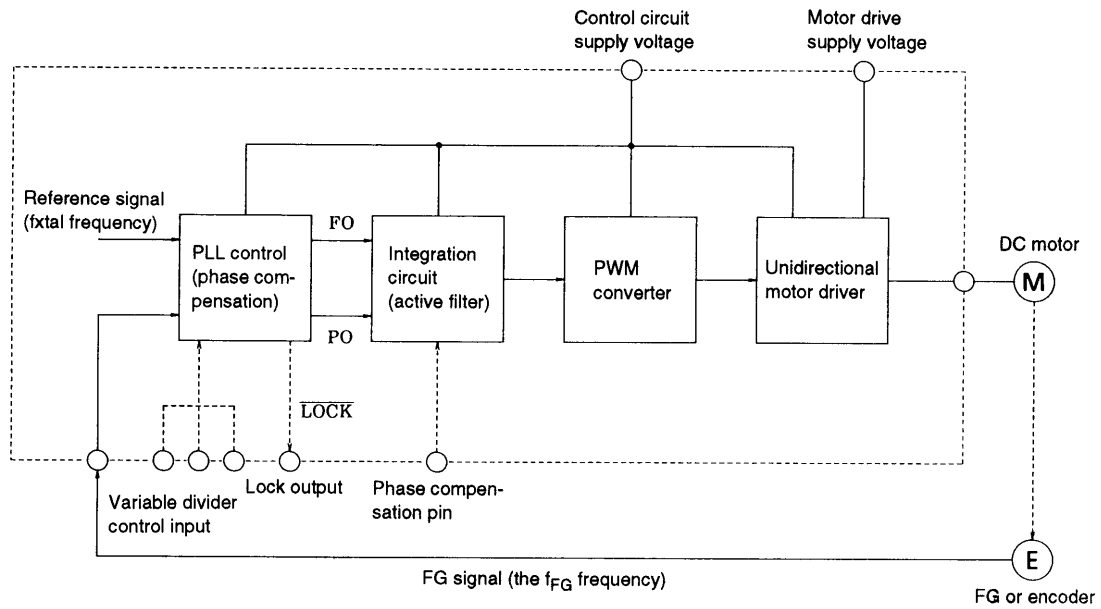 Control circuit
supply voltage
Motor drive
supply voltage
Reference signal
(fxtal frequency)
FO
PLL control
(phase com-
pensation)
Integration
circuit
(active filter)
PWM
converter
Unidirectional
motor driver
DC motor
M
PO
LOCK
Variable divider
control input
Lock output
Phase compen-
sation pin
E
FG signal (the fFG frequency)
FG or encoder